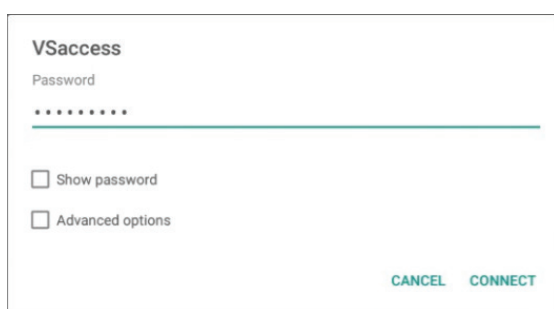 VSaccess
Password
•••••••••
Show password
Advanced options
CANCEL CONNECT